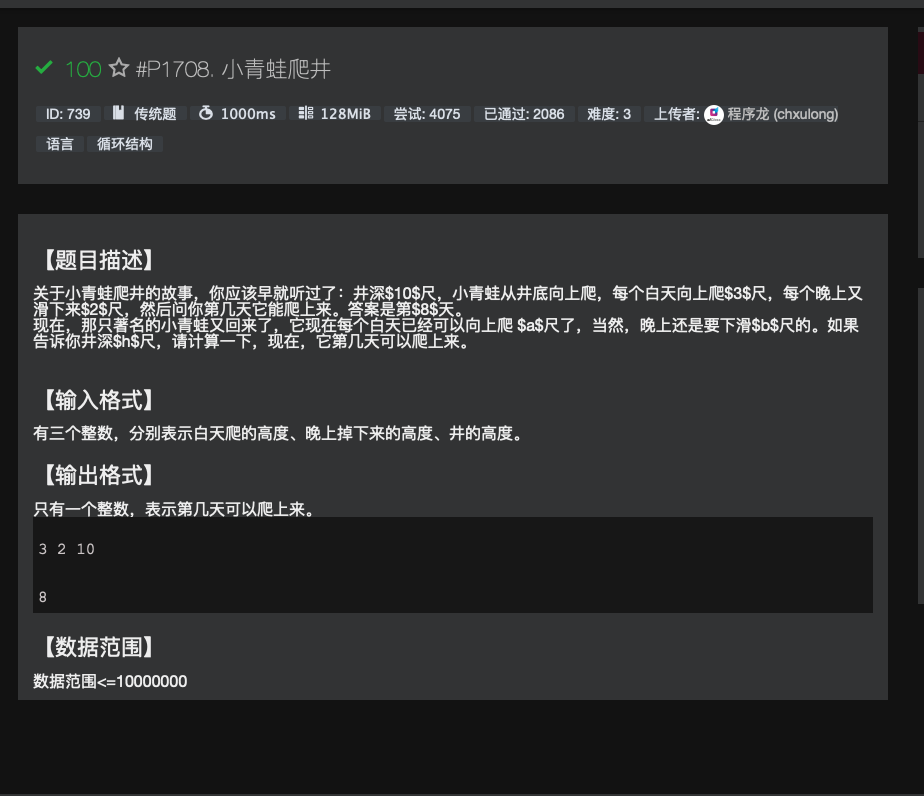 100 #P1708. 小青蛙爬井
ID: 739 传统题 1000ms 128MiB 尝试: 4075 已通过: 2086 难度: 3 上传者: 程序龙 (chxulong)
语言 循环结构
【题目描述】
关于小青蛙爬井的故事，你应该早就听过了：井深$10$尺，小青蛙从井底向上爬，每个白天向上爬$3$尺，每个晚上又
滑下来$2$尺，然后问你第几天它能爬上来。答案是第$8$天。
现在，那只著名的小青蛙又回来了，它现在每个白天已经可以向上爬 $a$尺了，当然，晚上还是要下滑$b$尺的。如果
告诉你井深$h$尺，请计算一下，现在，它第几天可以爬上来。
【输入格式】
有三个整数，分别表示白天爬的高度、晚上掉下来的高度、井的高度。
【输出格式】
只有一个整数，表示第几天可以爬上来。
3 2 10
8
【数据范围】
数据范围<=10000000